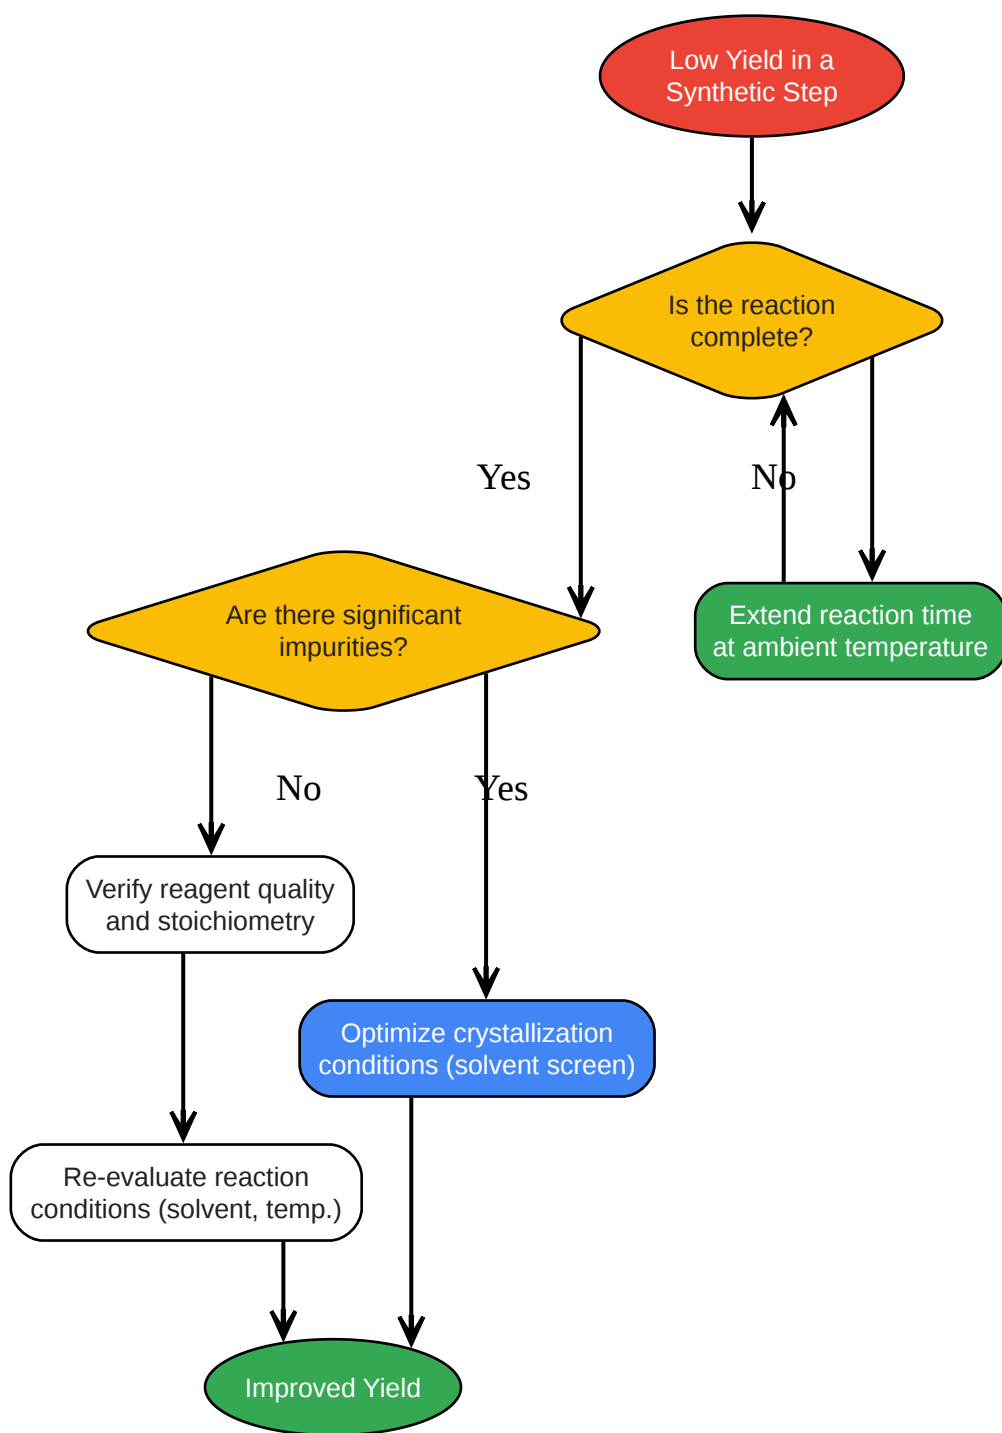 Low Yield in a
Synthetic Step
Is the reaction
complete?
Yes
No
Are there significant
impurities?
Extend reaction time
at ambient temperature
No
Yes
Verify reagent quality
and stoichiometry
Optimize crystallization
conditions (solvent screen)
Re-evaluate reaction
conditions (solvent, temp.)
Improved Yield